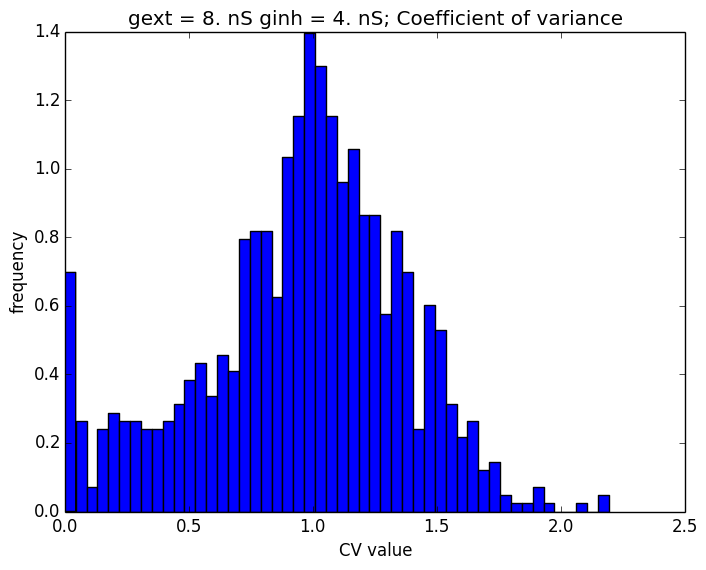 gext = 8. nS ginh = 4. nS; Coefficient of variance
1.4
1.2
1.0
0.8
0.6
0.4
0.2
0.0
frequency
0.0 0.5 1.0 1.5 2.0 2.5
CV value